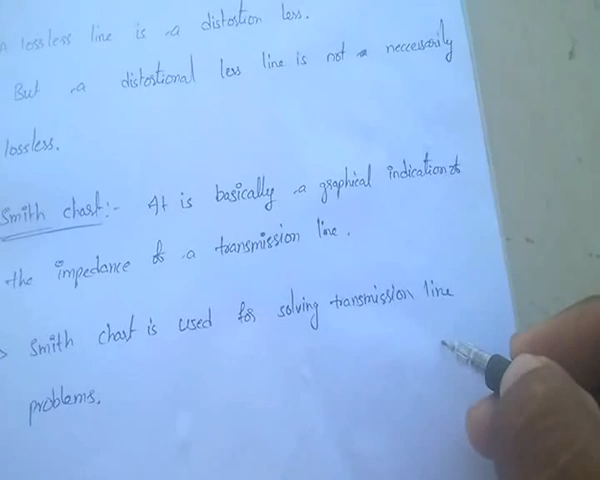 A lossless line is a distortion less.
But a distortional less line is not a neccessarily
lossless.
Smith chart:- It is basically a graphical indication of
the impedance of a transmission line.
> Smith chart is used for solving transmission line
problems.